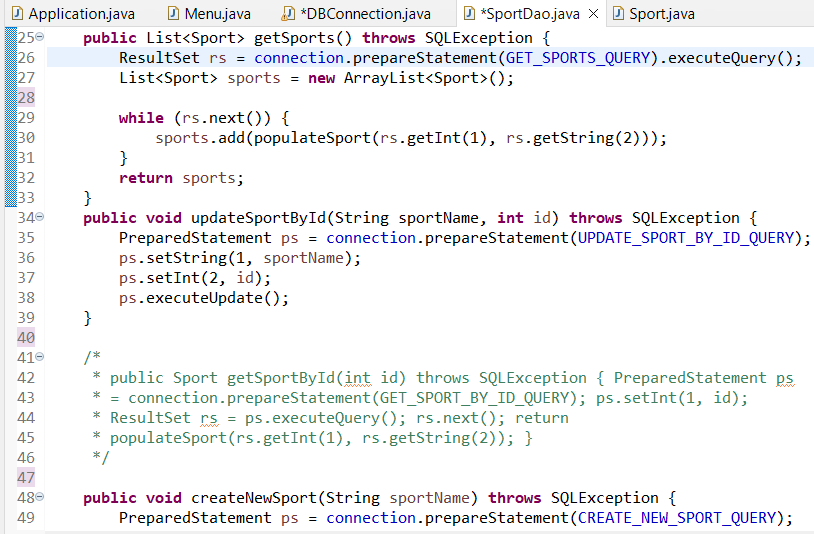 Application.java Menu.java *DBConnection.java *SportDao.java Sport.java
25 public List<Sport> getSports() throws SQLException {
26 ResultSet rs = connection.prepareStatement(GET_SPORTS_QUERY).executeQuery();
27 List<Sport> sports = new ArrayList<Sport>();
28
29 while (rs.next()) {
30 sports.add(populateSport(rs.getInt(1), rs.getString(2)));
31 }
32 return sports;
33 }
34 public void updateSportById(String sportName, int id) throws SQLException {
35 PreparedStatement ps = connection.prepareStatement(UPDATE_SPORT_BY_ID_QUERY);
36 ps.setString(1, sportName);
37 ps.setInt(2, id);
38 ps.executeUpdate();
39 }
40
41 /*
42 * public Sport getSportById(int id) throws SQLException { PreparedStatement ps
43 * = connection.prepareStatement(GET_SPORT_BY_ID_QUERY); ps.setInt(1, id);
44 * ResultSet rs = ps.executeQuery(); rs.next(); return
45 * populateSport(rs.getInt(1), rs.getString(2)); }
46 */
47
48 public void createNewSport(String sportName) throws SQLException {
49 PreparedStatement ps = connection.prepareStatement(CREATE_NEW_SPORT_QUERY);